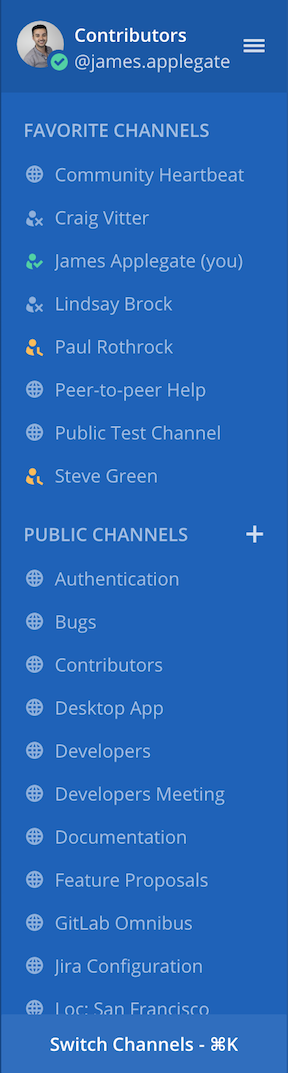 Contributors
@james.applegate
FAVORITE CHANNELS
Community Heartbeat
Craig Vitter
James Applegate (you)
Lindsay Brock
Paul Rothrock
Peer-to-peer Help
Public Test Channel
Steve Green
PUBLIC CHANNELS +
Authentication
Bugs
Contributors
Desktop App
Developers
Developers Meeting
Documentation
Feature Proposals
GitLab Omnibus
Jira Configuration
Loc: San Francisco
Switch Channels - ⌘K